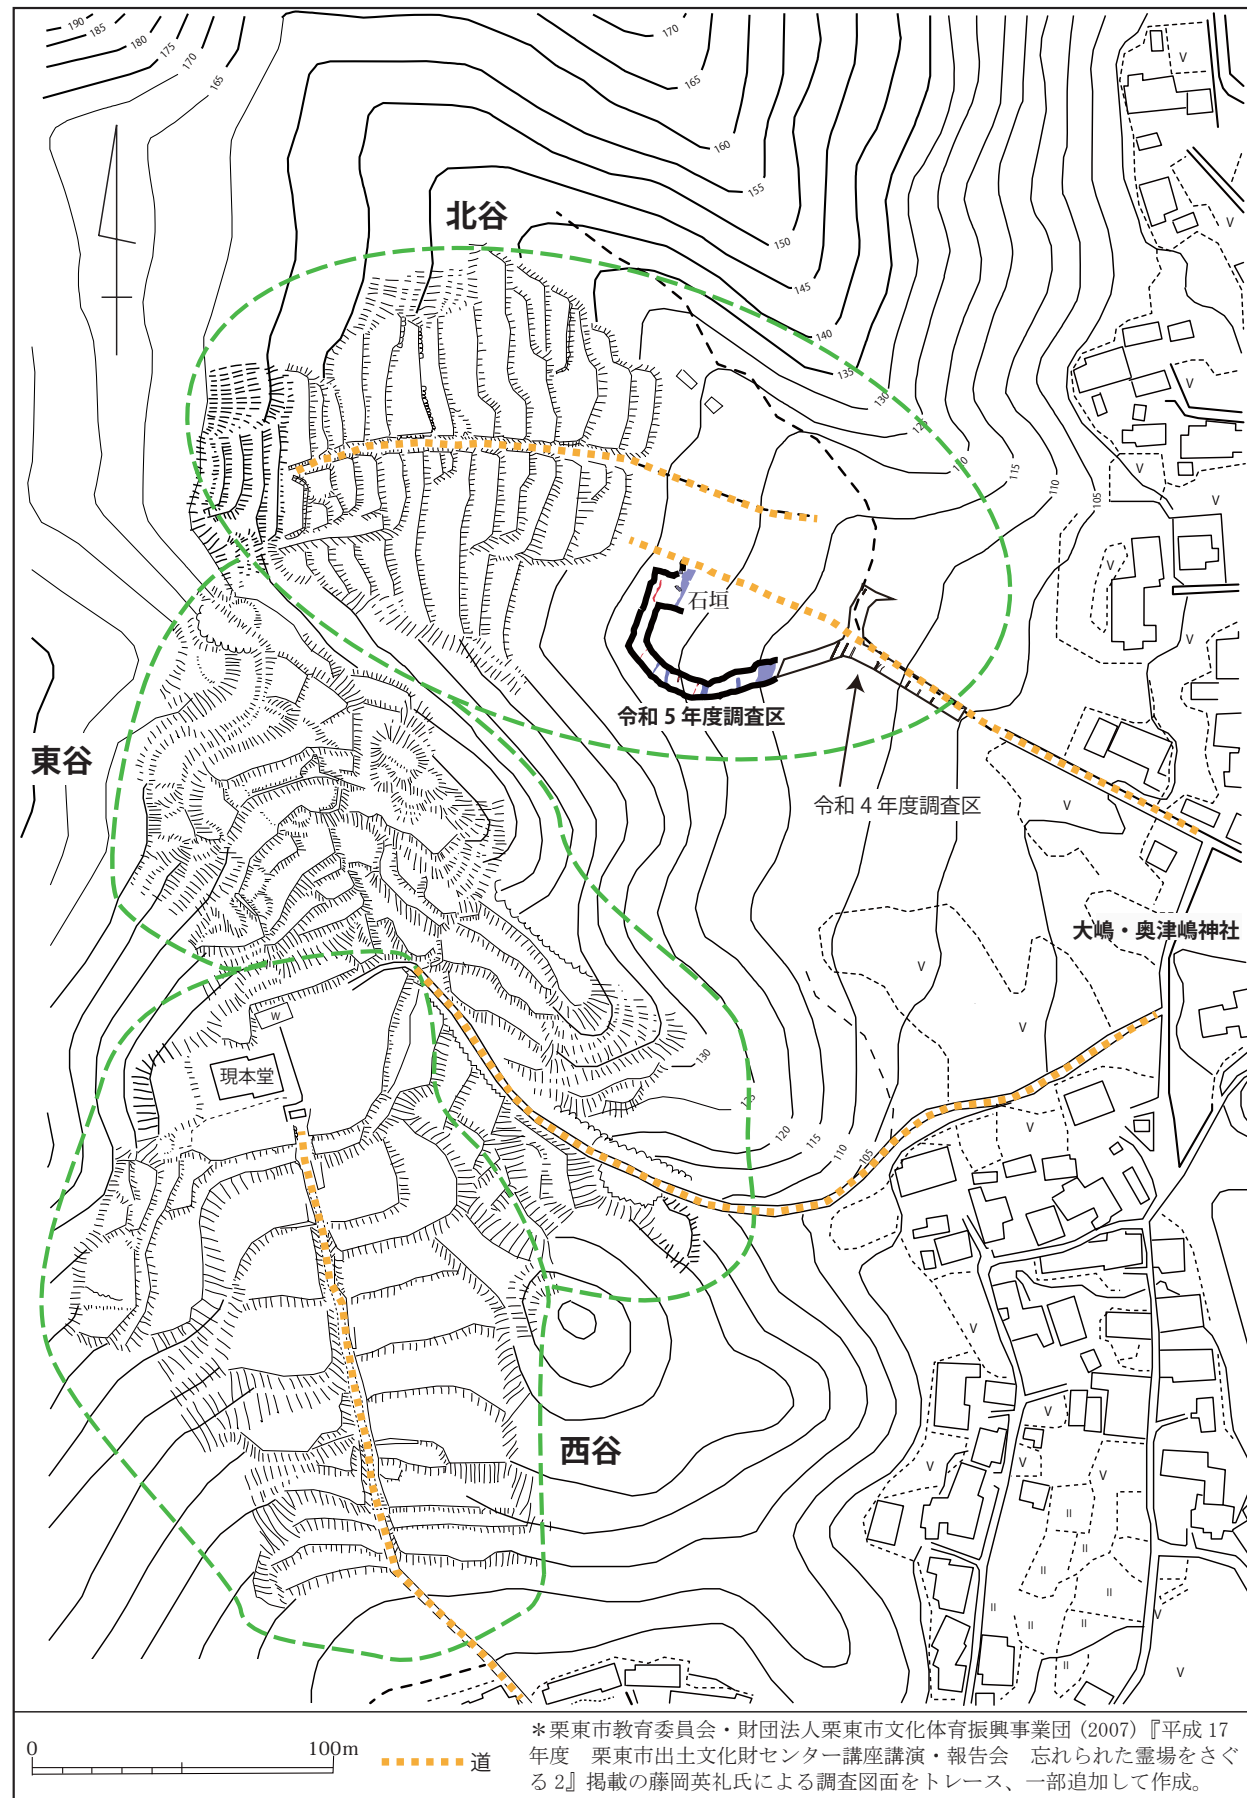 190
185
180
175
170
165
170
165
160
155
150
145
140
135
130
125
120
115
110
105
北谷
石垣
令和 5 年度調査区
東谷
令和 4 年度調査区
大嶋・奥津嶋神社
W
現本堂
130
125
120
115
110
105
西谷
0
100m
道
＊栗東市教育委員会・財団法人栗東市文化体育振興事業団 (2007)『平成 17
年度　栗東市出土文化財センター講座講演・報告会　忘れられた霊場をさぐ
る 2』掲載の藤岡英礼氏による調査図面をトレース、一部追加して作成。